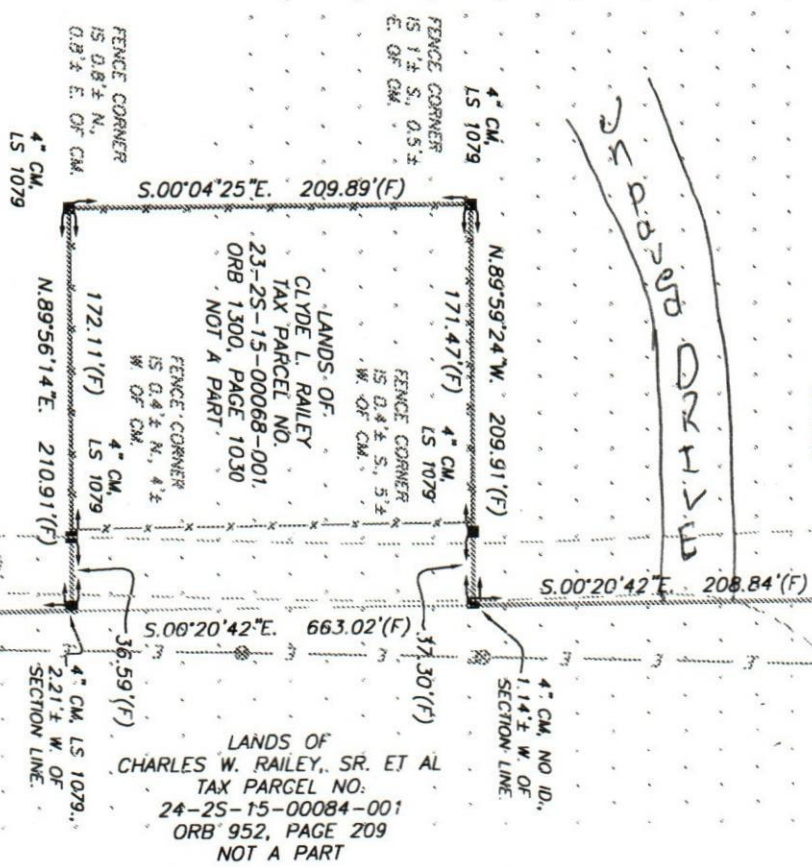 FENCE CORNER
IS 0.8'± N.,
0.8'± E. OF CM.
4" CM,
LS 1079
FENCE CORNER
IS 1'± S., 0.5'±
E. OF CM.
4" CM,
LS 1079
UNPAVED DRIVE
S.00°04'25"E. 209.89'(F)
N.89°59'24"W. 209.91'(F)
171.47'(F)
LANDS OF
CLYDE L. RAILEY
TAX PARCEL NO.
23-2S-15-00068-001.
ORB 1300, PAGE 1030
NOT A PART
172.11'(F)
N.89°56'14"E. 210.91'(F)
FENCE CORNER
IS 0.4'± S., 5'±
W. OF CM.
4" CM,
LS 1079
FENCE CORNER
IS 0.4'± N., 4'±
W. OF CM.
4" CM,
LS 1079
S.00°20'42"E. 208.84'(F)
S.00°20'42"E. 663.02'(F)
36.59'(F)
37.30'(F)
4" CM, LS 1079.,
2.21'± W. OF
SECTION LINE.
4" CM, NO ID.,
1.14'± W. OF
SECTION LINE.
LANDS OF
CHARLES W. RAILEY, SR. ET AL
TAX PARCEL NO:
24-2S-15-00084-001
ORB 952, PAGE 209
NOT A PART